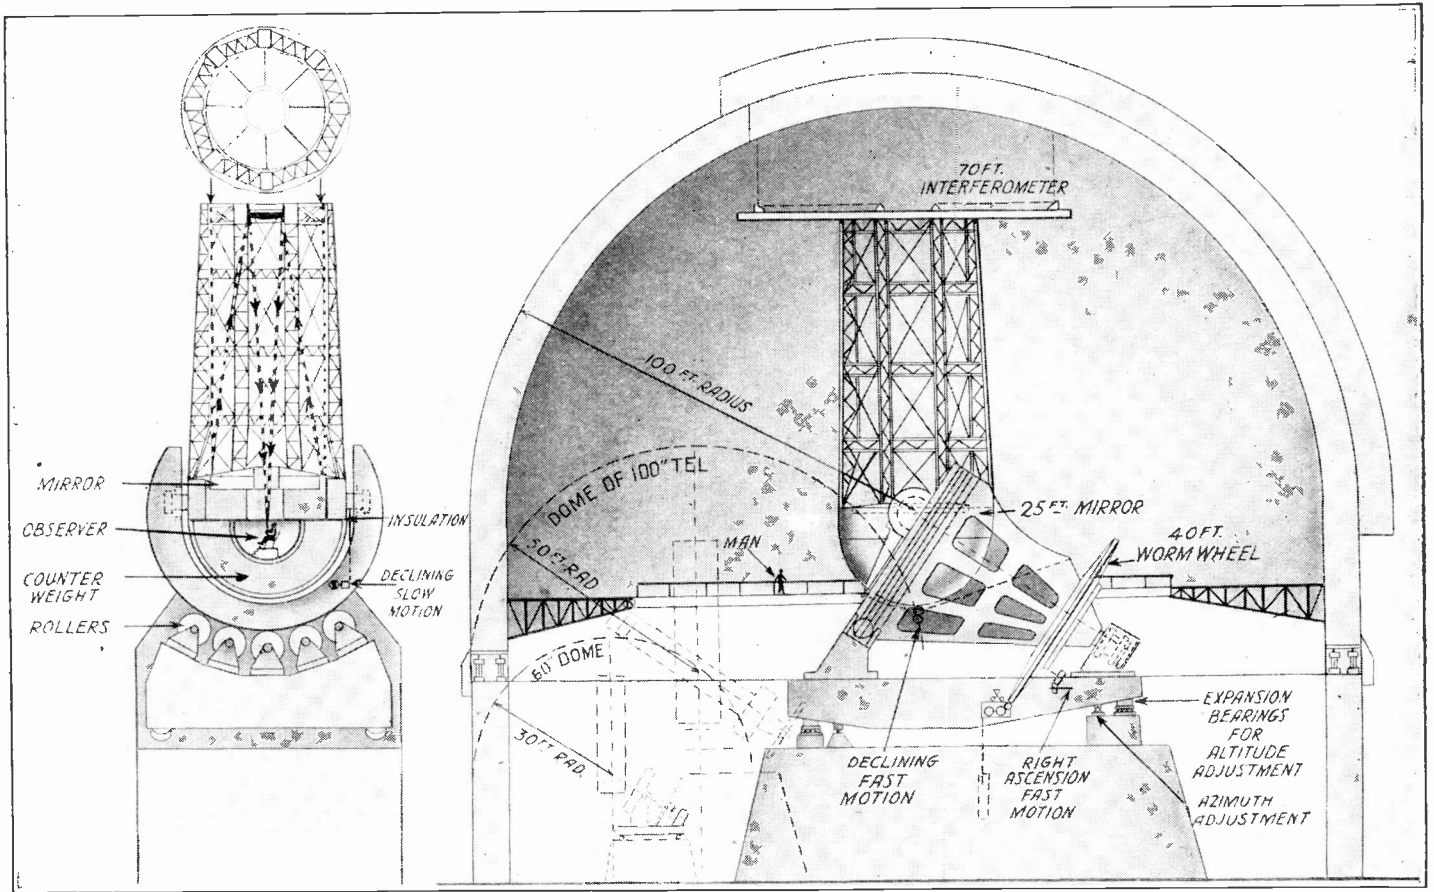 MIRROR
OBSERVER
COUNTER
WEIGHT
ROLLERS
INSULATION
DECLINING
SLOW
MOTION
70 FT.
INTERFEROMETER
100 FT. RADIUS
DOME OF 100" TEL
50 FT. RAD
MAN
25 FT. MIRROR
40 FT.
WORM WHEEL
60' DOME
30 FT. RAD.
DECLINING
FAST
MOTION
RIGHT
ASCENSION
FAST
MOTION
EXPANSION
BEARINGS
FOR
ALTITUDE
ADJUSTMENT
AZIMUTH
ADJUSTMENT